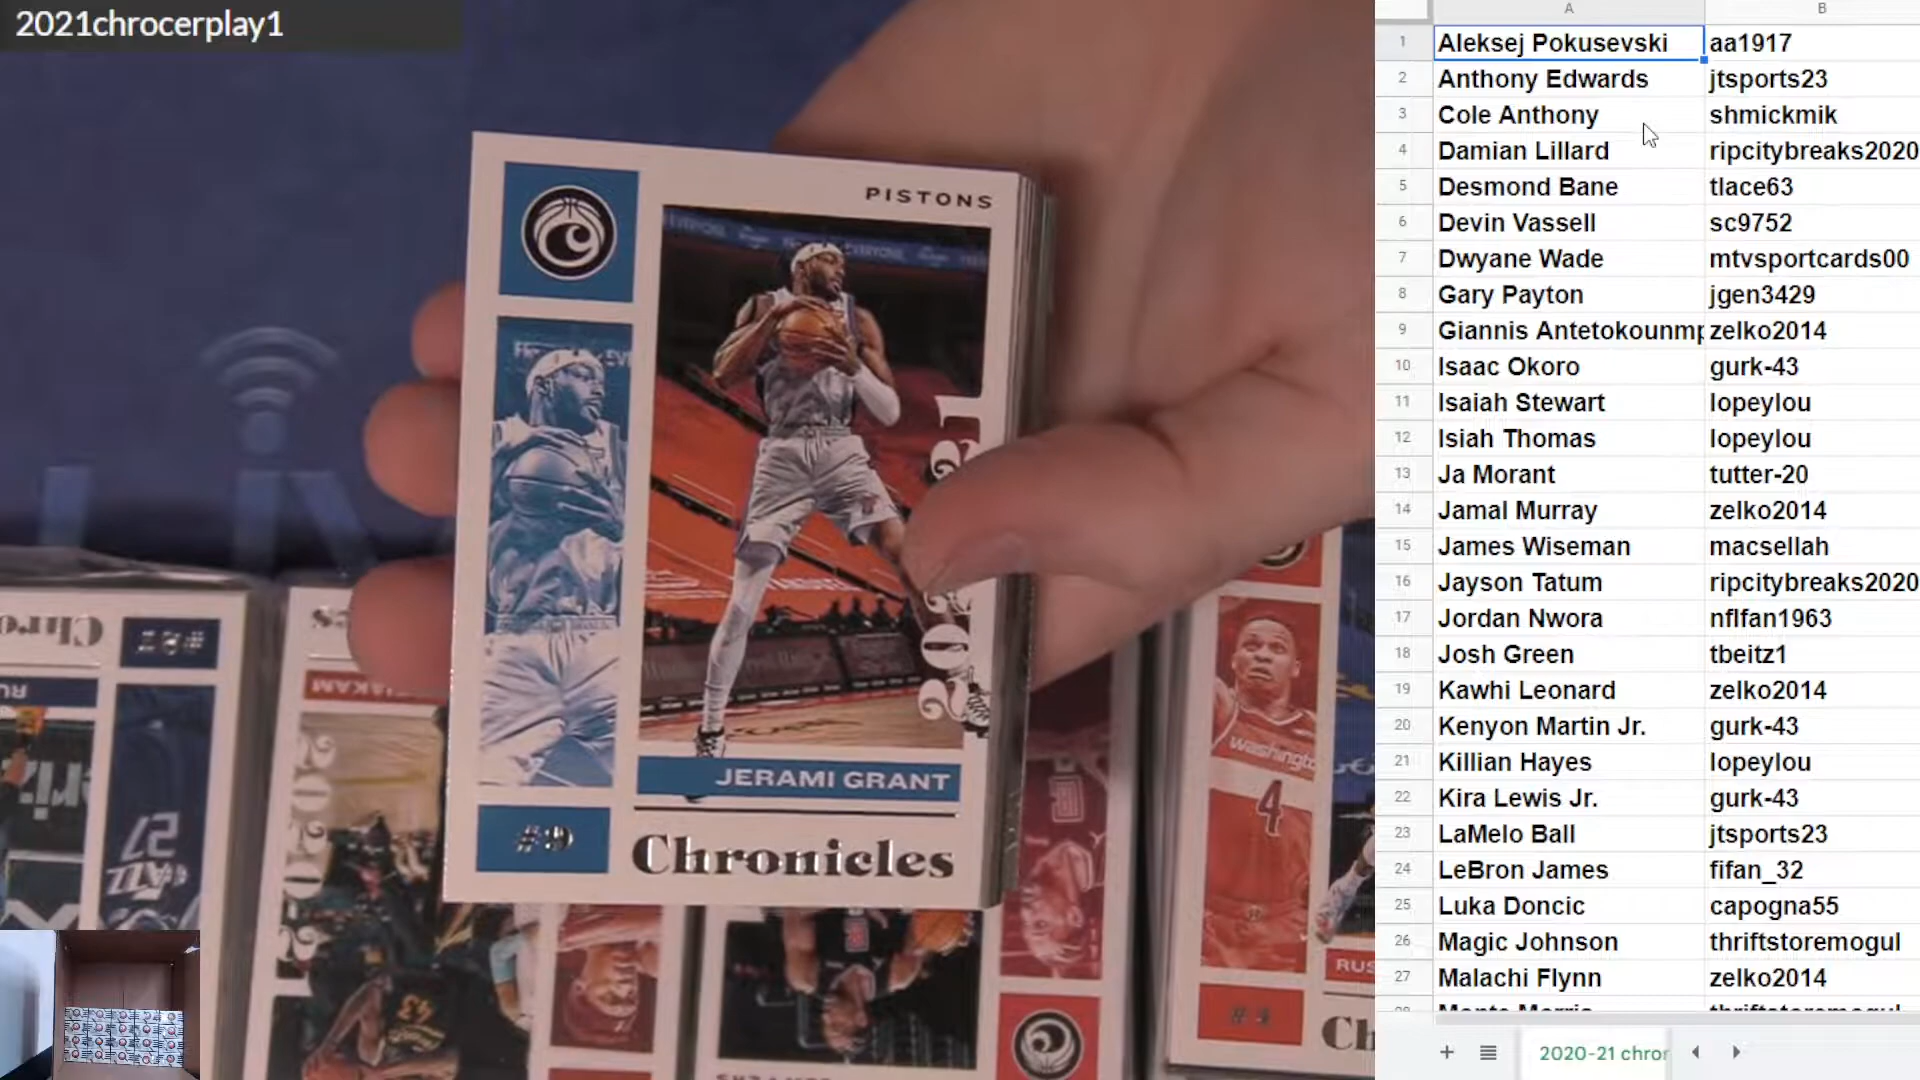 2021chrocerplay1
PISTONS
JERAMI GRANT
#9
Chronicles
washington
4
#4
A B
1 Aleksej Pokusevski aa1917
2 Anthony Edwards jtsports23
3 Cole Anthony shmickmik
4 Damian Lillard ripcitybreaks2020
5 Desmond Bane tlace63
6 Devin Vassell sc9752
7 Dwyane Wade mtvsportcards00
8 Gary Payton jgen3429
9 Giannis Antetokounmp zelko2014
10 Isaac Okoro gurk-43
11 Isaiah Stewart lopeylou
12 Isiah Thomas lopeylou
13 Ja Morant tutter-20
14 Jamal Murray zelko2014
15 James Wiseman macsellah
16 Jayson Tatum ripcitybreaks2020
17 Jordan Nwora nflfan1963
18 Josh Green tbeitz1
19 Kawhi Leonard zelko2014
20 Kenyon Martin Jr. gurk-43
21 Killian Hayes lopeylou
22 Kira Lewis Jr. gurk-43
23 LaMelo Ball jtsports23
24 LeBron James fifan_32
25 Luka Doncic capogna55
26 Magic Johnson thriftstoremogul
27 Malachi Flynn zelko2014
2020-21 chror